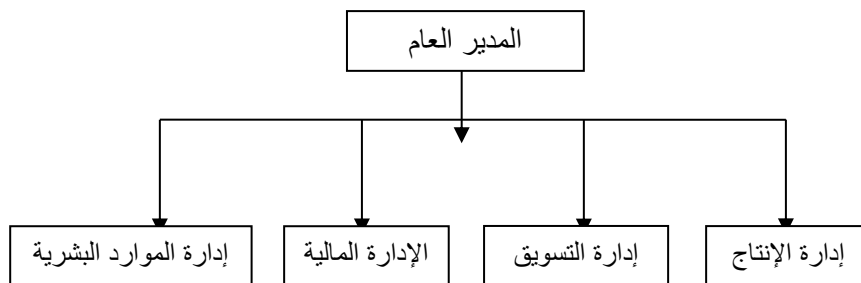 المدير العام
إدارة الإنتاج
إدارة التسويق
الإدارة المالية
إدارة الموارد البشرية